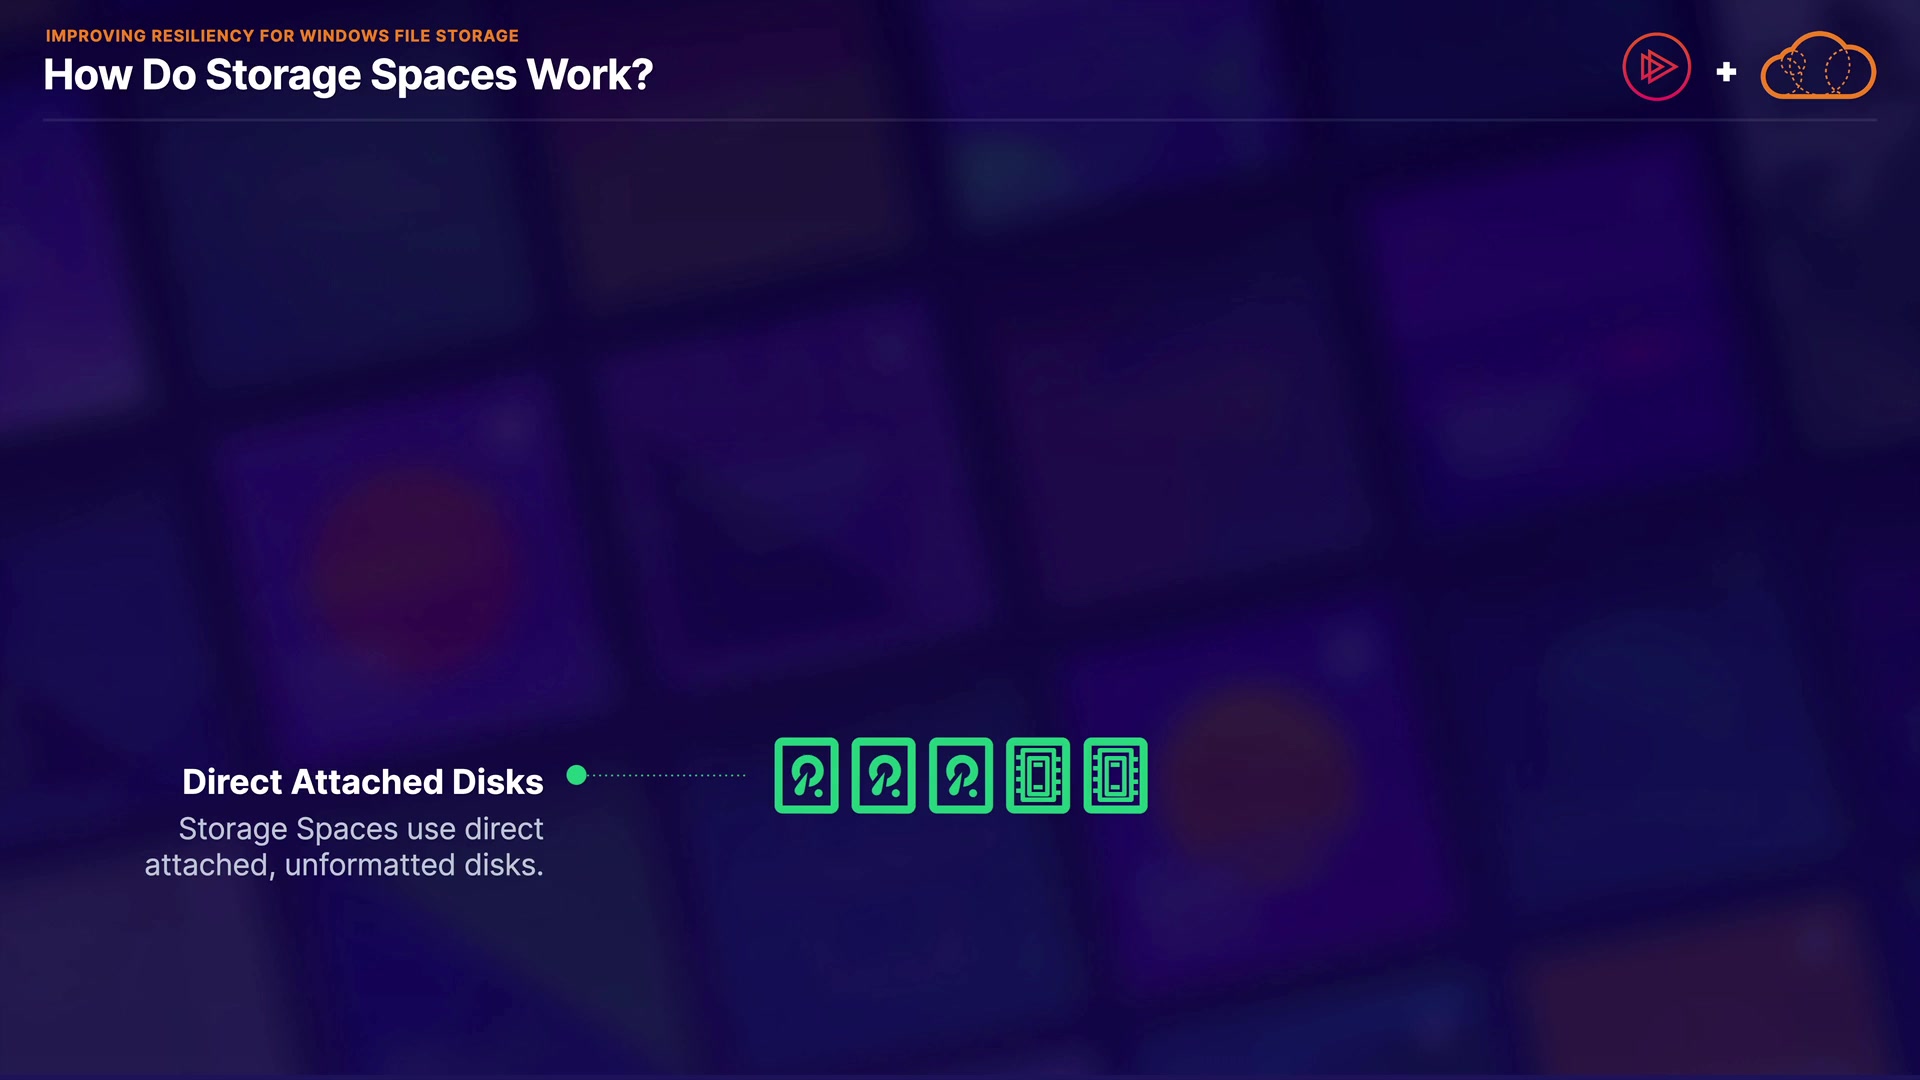 IMPROVING RESILIENCY FOR WINDOWS FILE STORAGE
How Do Storage Spaces Work?
Direct Attached Disks
Storage Spaces use direct
attached, unformatted disks.